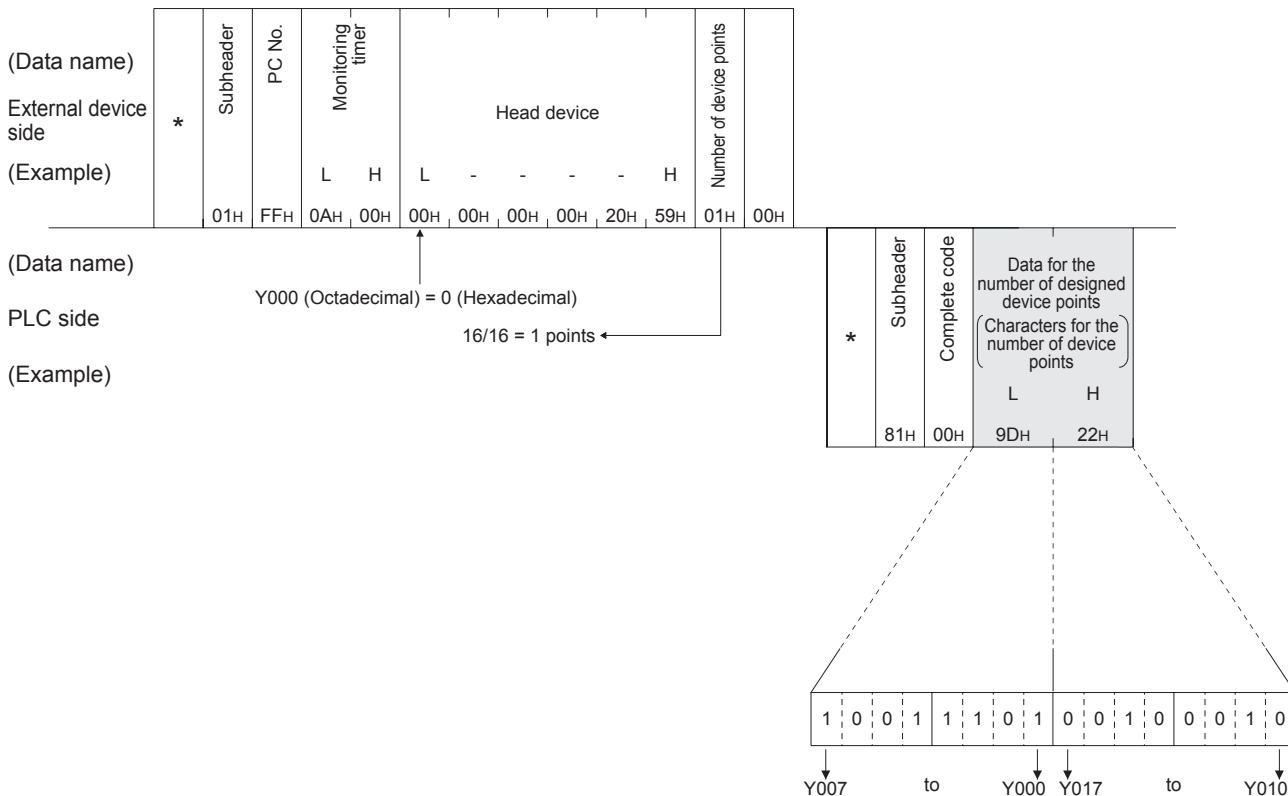 (Data name)
External device
side
(Example)
*
Subheader
01H
PC No.
FFH
Monitoring
timer
L H
0AH 00H
Head device
L - - - - H
00H 00H 00H 00H 20H 59H
Number of device points
01H
00H
(Data name)
PLC side
(Example)
Y000 (Octadecimal) = 0 (Hexadecimal)
16/16 = 1 points
*
Subheader
81H
Complete code
00H
Data for the
number of designed
device points
(Characters for the
number of device
points)
L H
9DH 22H
1 0 0 1 1 1 0 1 0 0 1 0 0 0 1 0
Y007 to Y000 Y017 to Y010